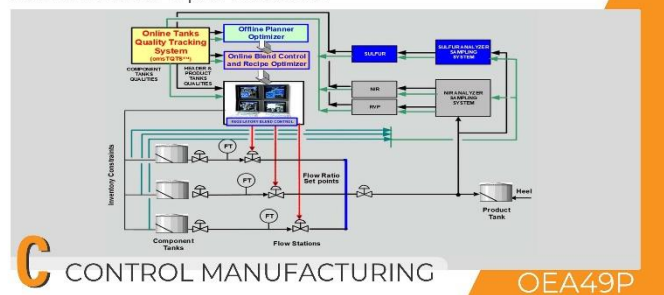 Online Tanks
Quality Tracking
System
(omsTQTS™)
Offline Planner
Optimizer
Online Blend Control
and Recipe Optimizer
COMPONENT
TANKS
QUALITIES
HEADER &
PRODUCT
TANKS
QUALITIES
REGULATORY BLEND CONTROL
SULFUR
SULFUR ANALYZER
SAMPLING
SYSTEM
NIR
RVP
NIR ANALYZER
SAMPLING
SYSTEM
Inventory Constraints
FT
FT
FT
Flow Ratio
Set points
Heel
Product
Tank
Component
Tanks
Flow Stations
C CONTROL MANUFACTURING
OEA49P